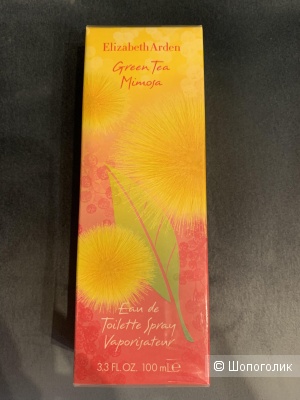 Elizabeth Arden
Green Tea
Mimosa
Eau de
Toilette Spray
Vaporisateur
3.3 FL.OZ. 100 mL℮
© Шопоголик